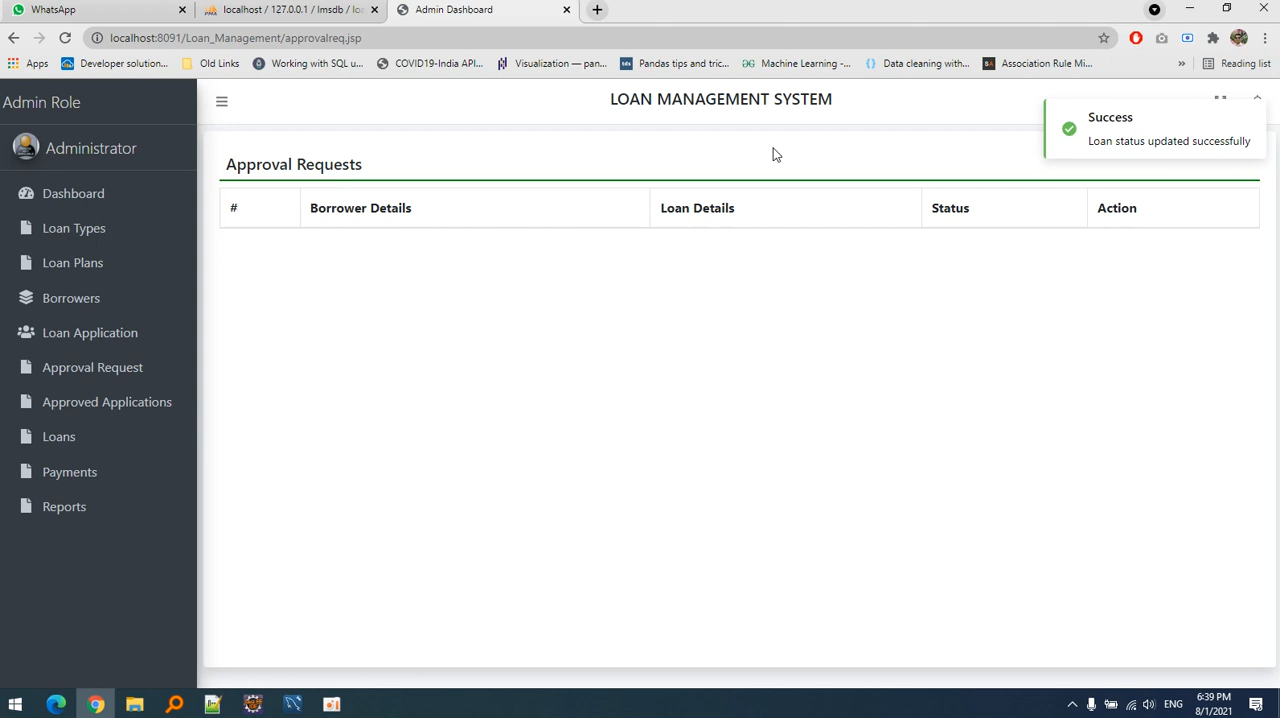 WhatsApp
localhost / 127.0.0.1 / lmsdb / loa
Admin Dashboard
localhost:8091/Loan_Management/approvalreq.jsp
Apps
Developer solution...
Old Links
Working with SQL u...
COVID19-India API...
Visualization — pan...
Pandas tips and tric...
Machine Learning -...
Data cleaning with...
Association Rule Mi...
»
Reading list
Admin Role
LOAN MANAGEMENT SYSTEM
Success
Loan status updated successfully
Administrator
Approval Requests
Dashboard
# Borrower Details Loan Details Status Action
Loan Types
Loan Plans
Borrowers
Loan Application
Approval Request
Approved Applications
Loans
Payments
Reports
ENG
6:39 PM
8/1/2021